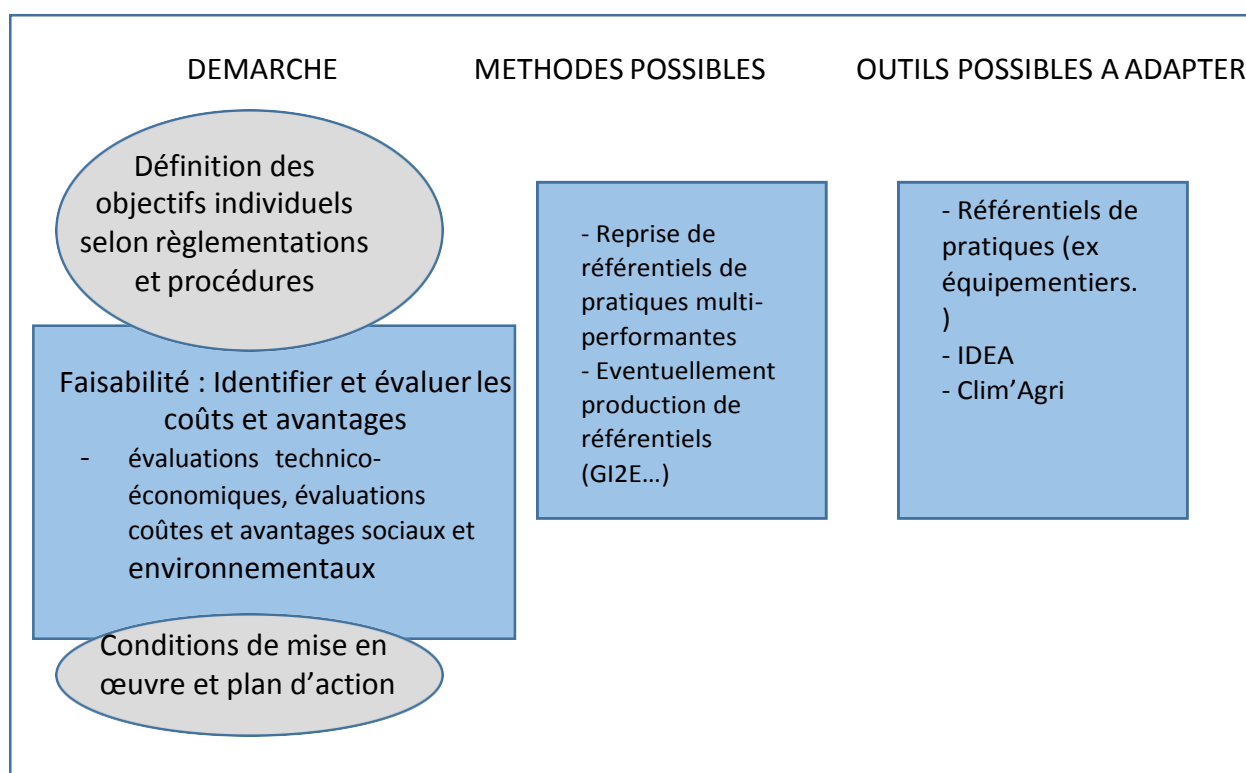 DEMARCHE
METHODES POSSIBLES
OUTILS POSSIBLES A ADAPTER
Définition des
objectifs individuels
selon règlementations
et procédures
Faisabilité : Identifier et évaluer les
coûts et avantages
- évaluations technico-
économiques, évaluations
coûtes et avantages sociaux et
environnementaux
Conditions de mise en
œuvre et plan d’action
- Reprise de
référentiels de
pratiques multi-
performantes
- Eventuellement
production de
référentiels
(GI2E…)
- Référentiels de
pratiques (ex
équipementiers.
)
- IDEA
- Clim’Agri